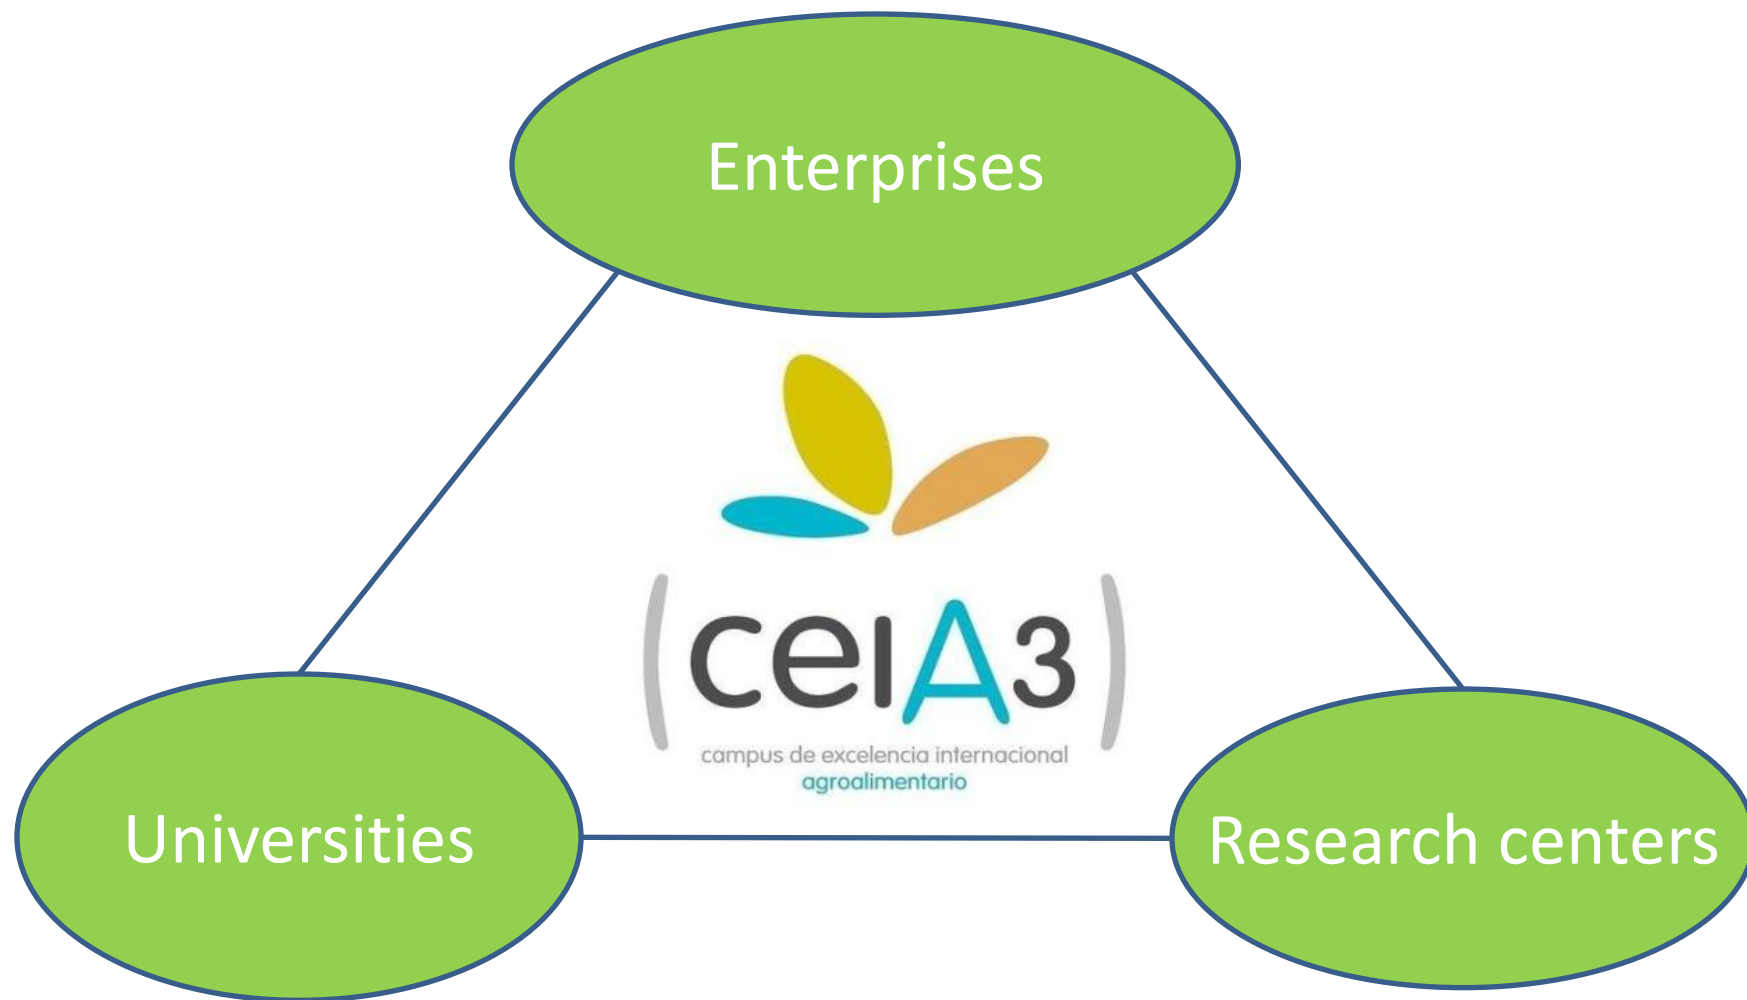 Enterprises
(ceiA3)
campus de excelencia internacional
agroalimentario
Universities
Research centers